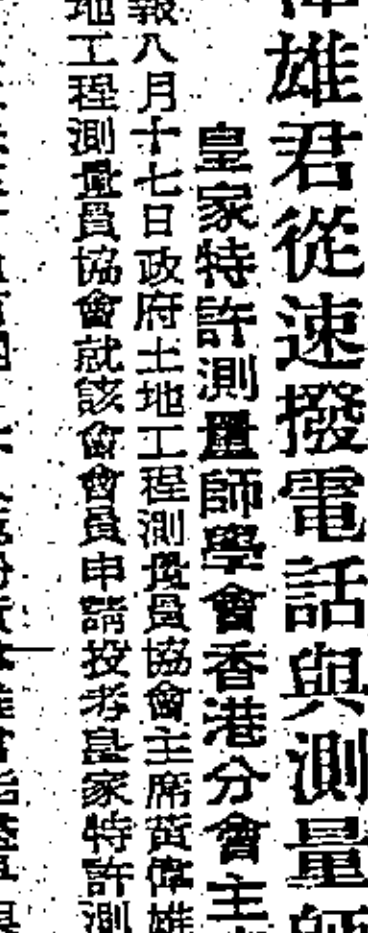 雄君從速撥電話與測量
皇家特許測量師學會香港分會主
報八月十七日政府土地工程測量員協會主席黃偉雄
地工程測量員協會就該會會員申請投考皇家特許測